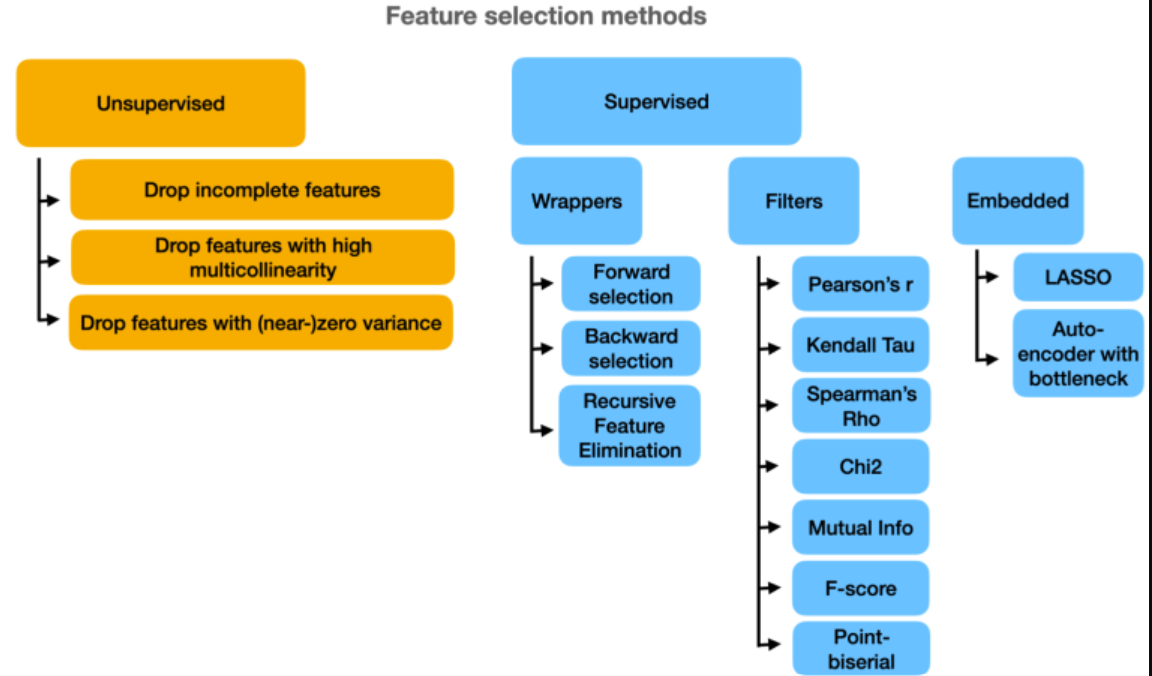 Feature selection methods
Unsupervised
Drop incomplete features
Drop features with high
multicollinearity
Drop features with (near-)zero variance
Supervised
Wrappers
Forward
selection
Backward
selection
Recursive
Feature
Elimination
Filters
Pearson's r
Kendall Tau
Spearman's
Rho
Chi2
Mutual Info
F-score
Point-
biserial
Embedded
LASSO
Auto-
encoder with
bottleneck